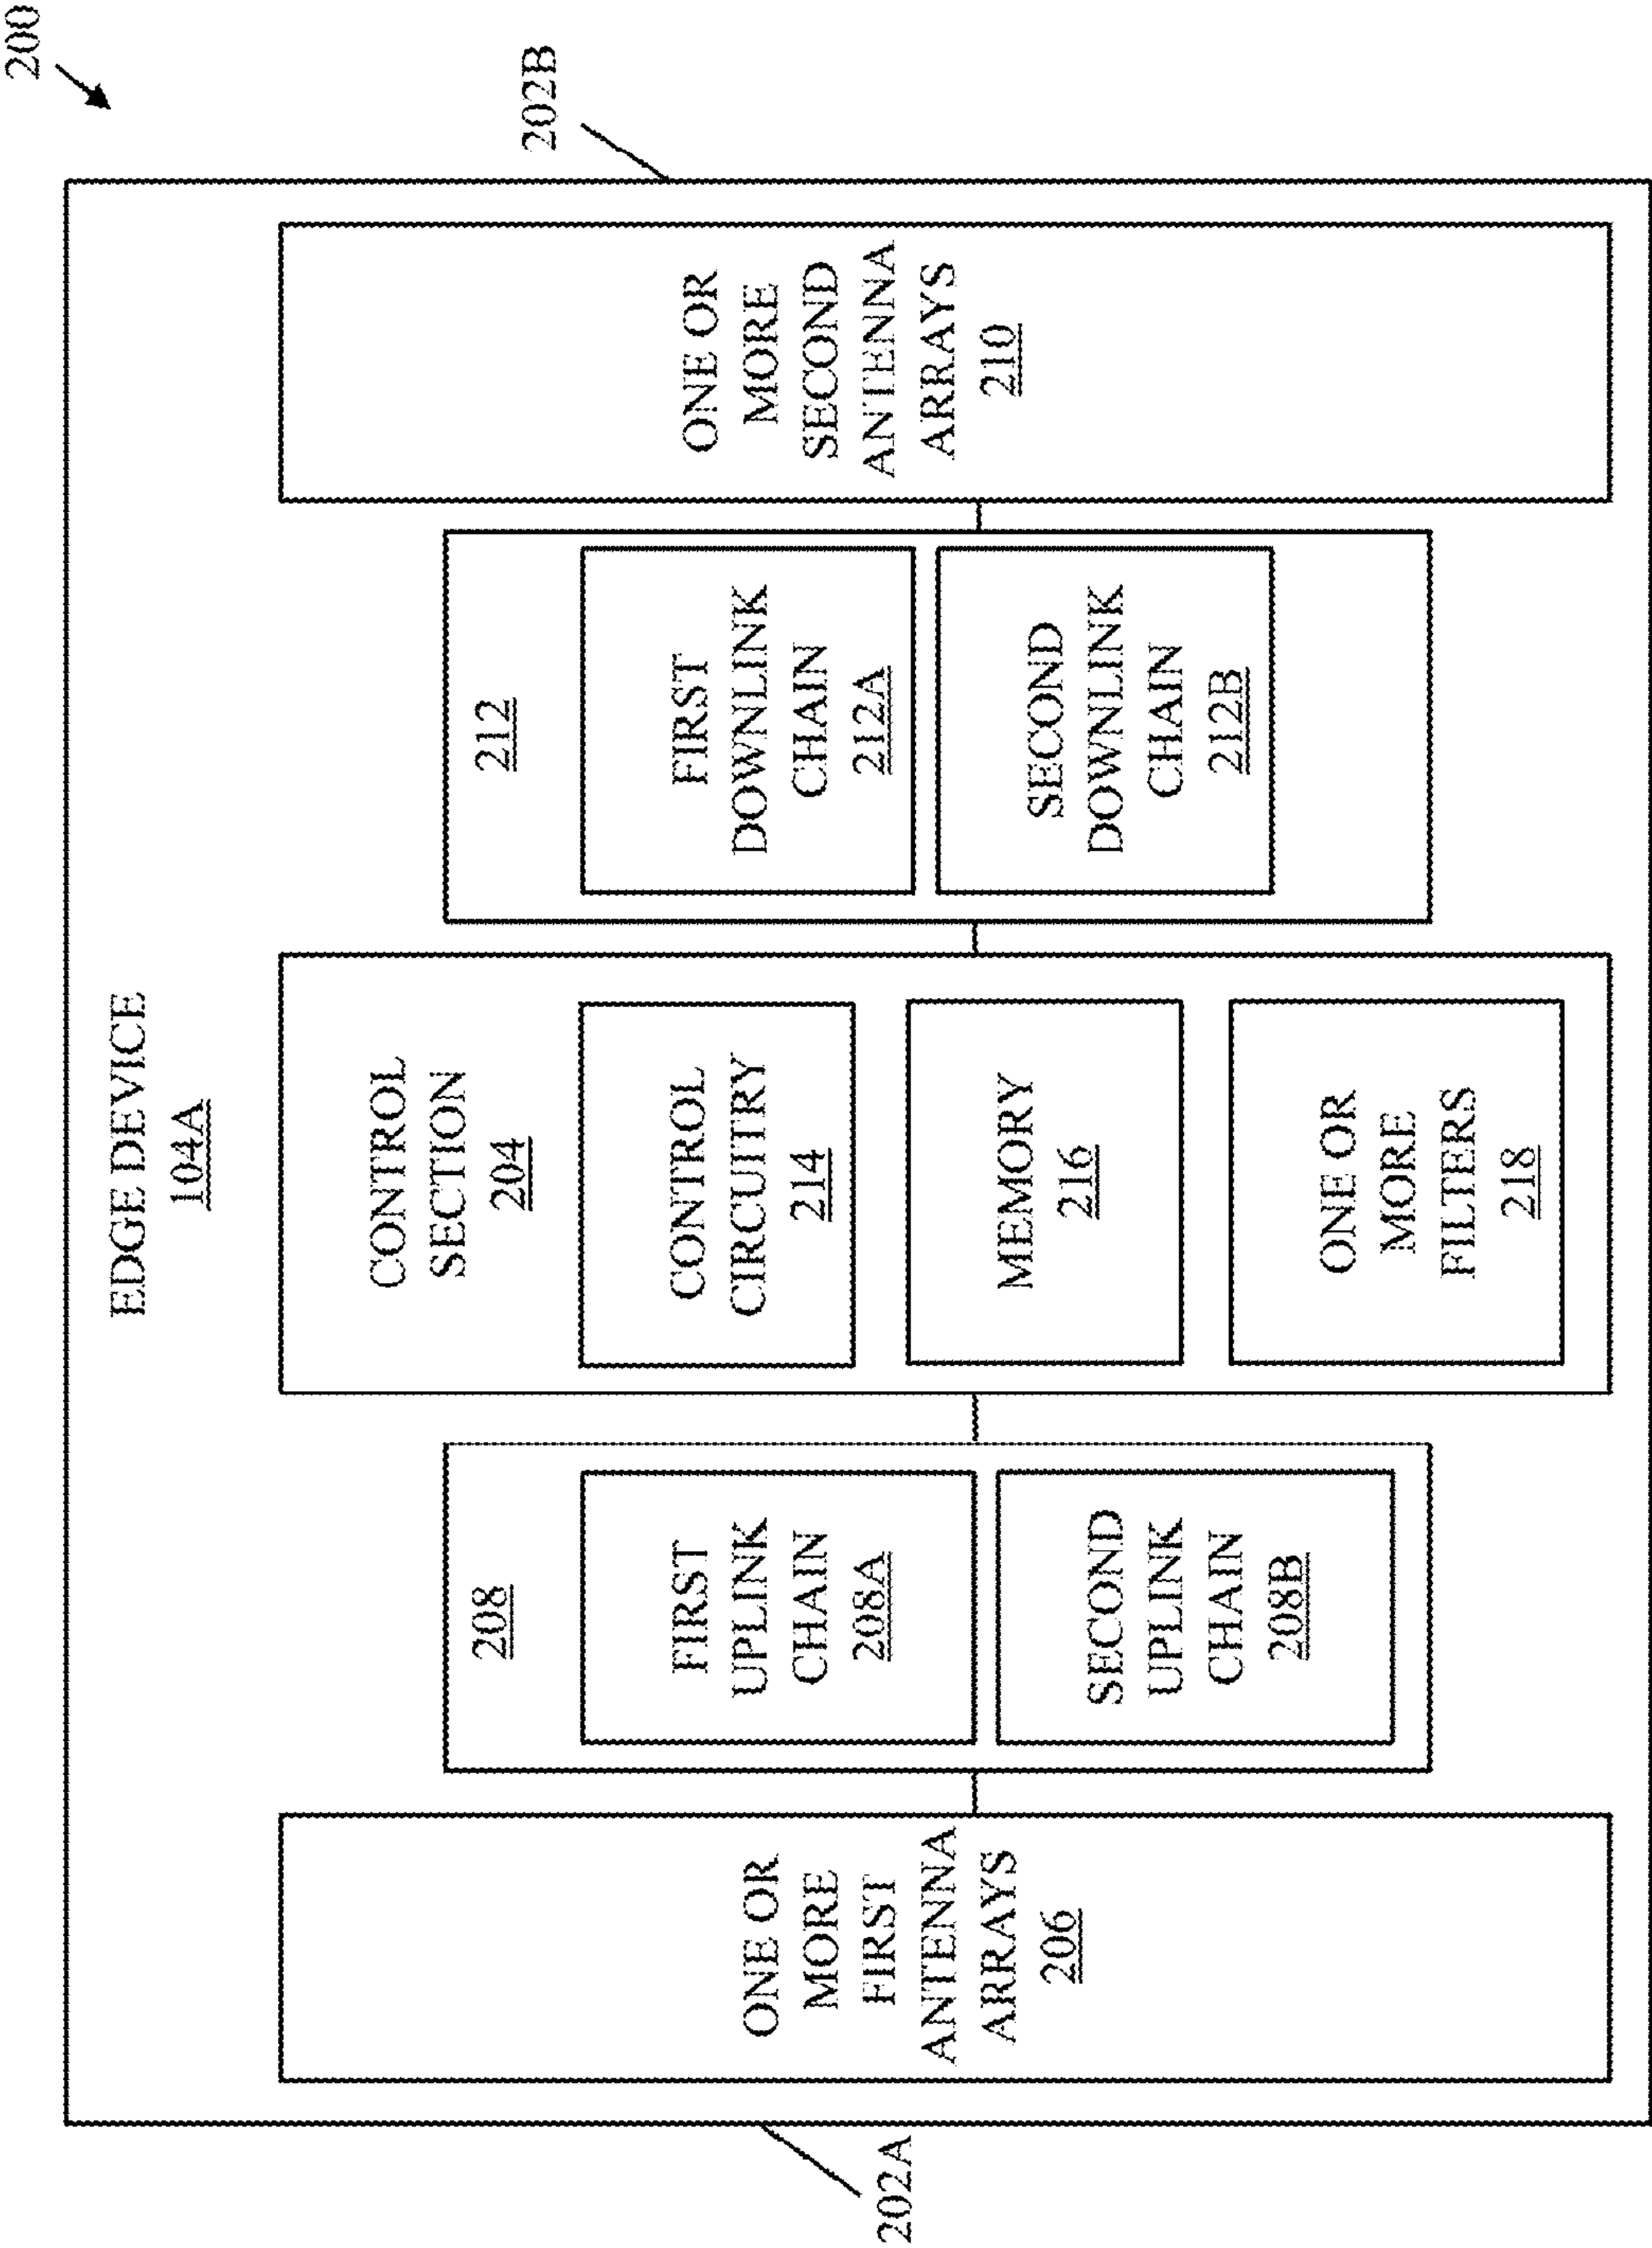 200
EDGE DEVICE
104A
202A
202B
ONE OR
MORE
FIRST
ANTENNA
ARRAYS
206
208
FIRST
UPLINK
CHAIN
208A
SECOND
UPLINK
CHAIN
208B
CONTROL
SECTION
204
CONTROL
CIRCUITRY
214
MEMORY
216
ONE OR
MORE
FILTERS
218
212
FIRST
DOWNLINK
CHAIN
212A
SECOND
DOWNLINK
CHAIN
212B
ONE OR
MORE
SECOND
ANTENNA
ARRAYS
210